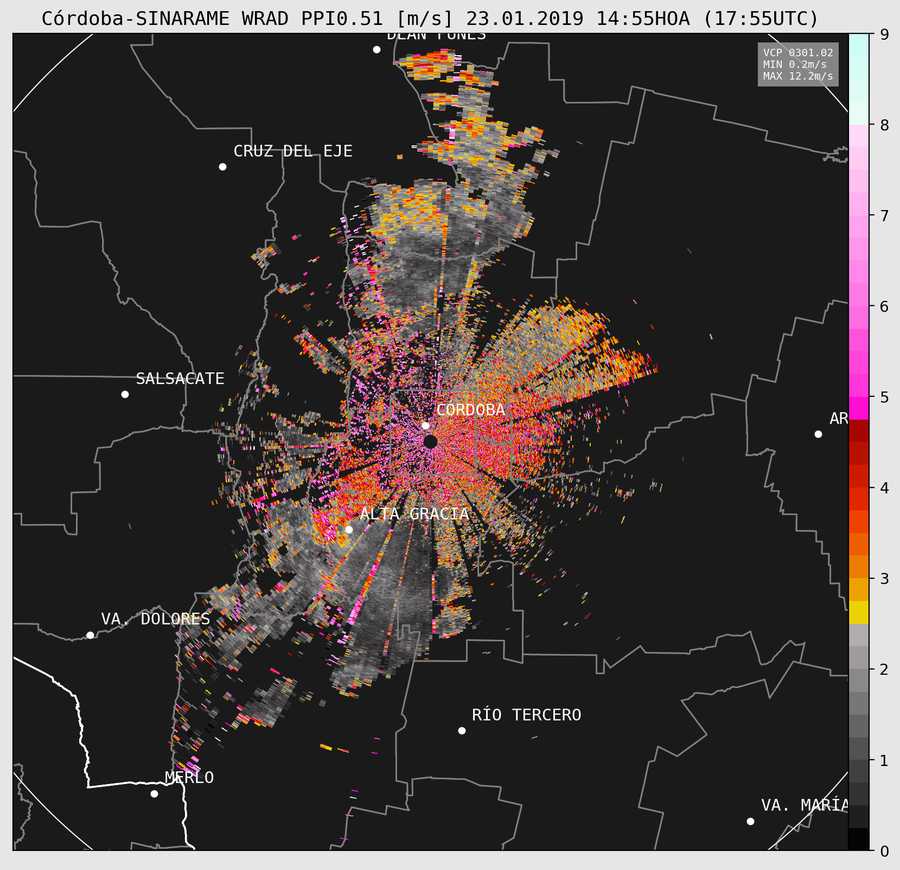 Córdoba-SINARAME WRAD PPI0.51 [m/s] 23.01.2019 14:55HOA (17:55UTC)
DEAN FUNES
VCP 0301.02
MIN 0.2m/s
MAX 12.2m/s
9
CRUZ DEL EJE
8
7
6
SALSACATE
5
CORDOBA
AR
4
ALTA GRACIA
3
VA. DOLORES
2
RÍO TERCERO
1
MERLO
VA. MARÍA
0